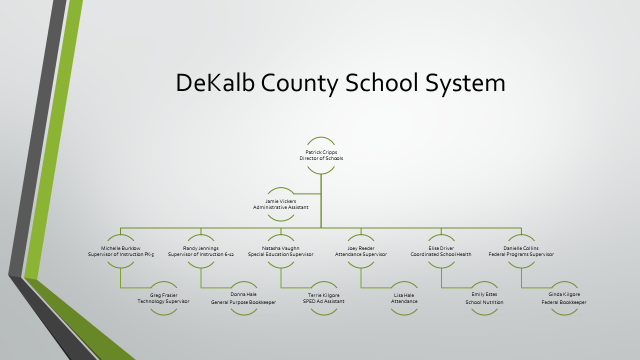 DeKalb County School System
Patrick Cripps
Director of Schools
Jamie Vickers
Administrative Assistant
Michelle Burklow
Supervisor of Instruction PK-5
Randy Jennings
Supervisor of Instruction 6-12
Natasha Vaughn
Special Education Supervisor
Joey Reeder
Attendance Supervisor
Elise Driver
Coordinated School Health
Danielle Collins
Federal Programs Supervisor
Greg Frasier
Technology Supervisor
Donna Hale
General Purpose Bookkeeper
Terrie Kilgore
SPED Ad Assistant
Lisa Hale
Attendance
Emily Estes
School Nutrition
Ginda Kilgore
Federal Bookkeeper